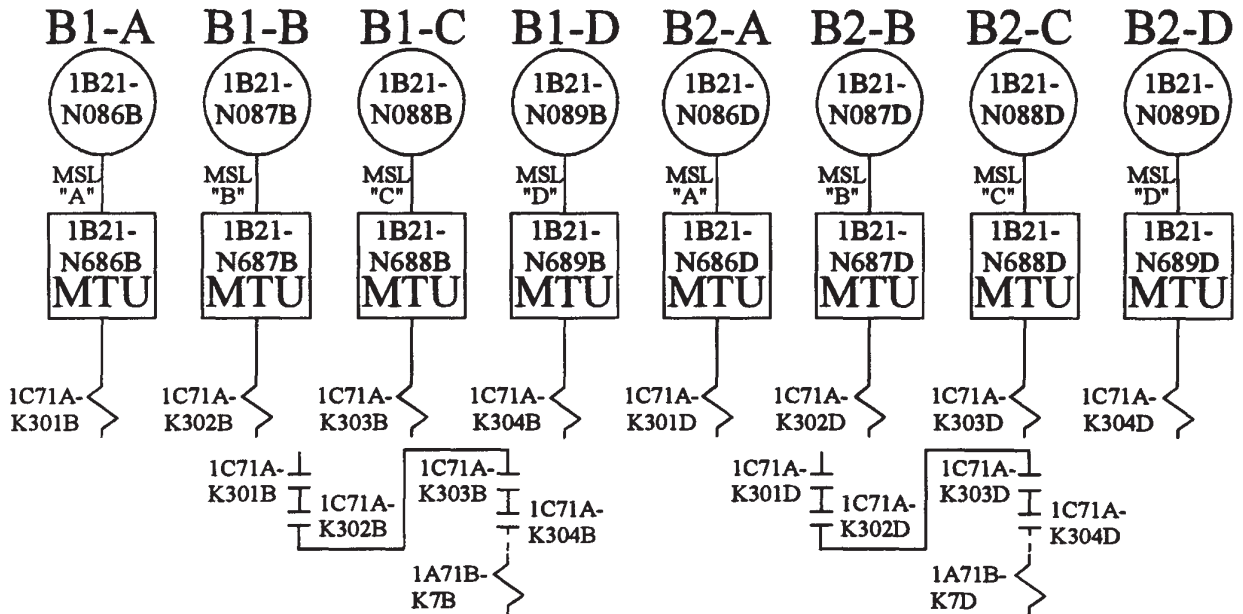 B1-A B1-B B1-C B1-D B2-A B2-B B2-C B2-D
1B21- 1B21- 1B21- 1B21- 1B21- 1B21- 1B21- 1B21-
N086B N087B N088B N089B N086D N087D N088D N089D
MSL MSL MSL MSL MSL MSL MSL MSL
"A" "B" "C" "D" "A" "B" "C" "D"
1B21- 1B21- 1B21- 1B21- 1B21- 1B21- 1B21- 1B21-
N686B N687B N688B N689B N686D N687D N688D N689D
MTU MTU MTU MTU MTU MTU MTU MTU
1C71A- 1C71A- 1C71A- 1C71A- 1C71A- 1C71A- 1C71A- 1C71A-
K301B K302B K303B K304B K301D K302D K303D K304D
1C71A- 1C71A- 1C71A- 1C71A-
K301B K303B K301D K303D
1C71A- 1C71A- 1C71A- 1C71A-
K302B K304B K302D K304D
1A71B- 1A71B-
K7B K7D